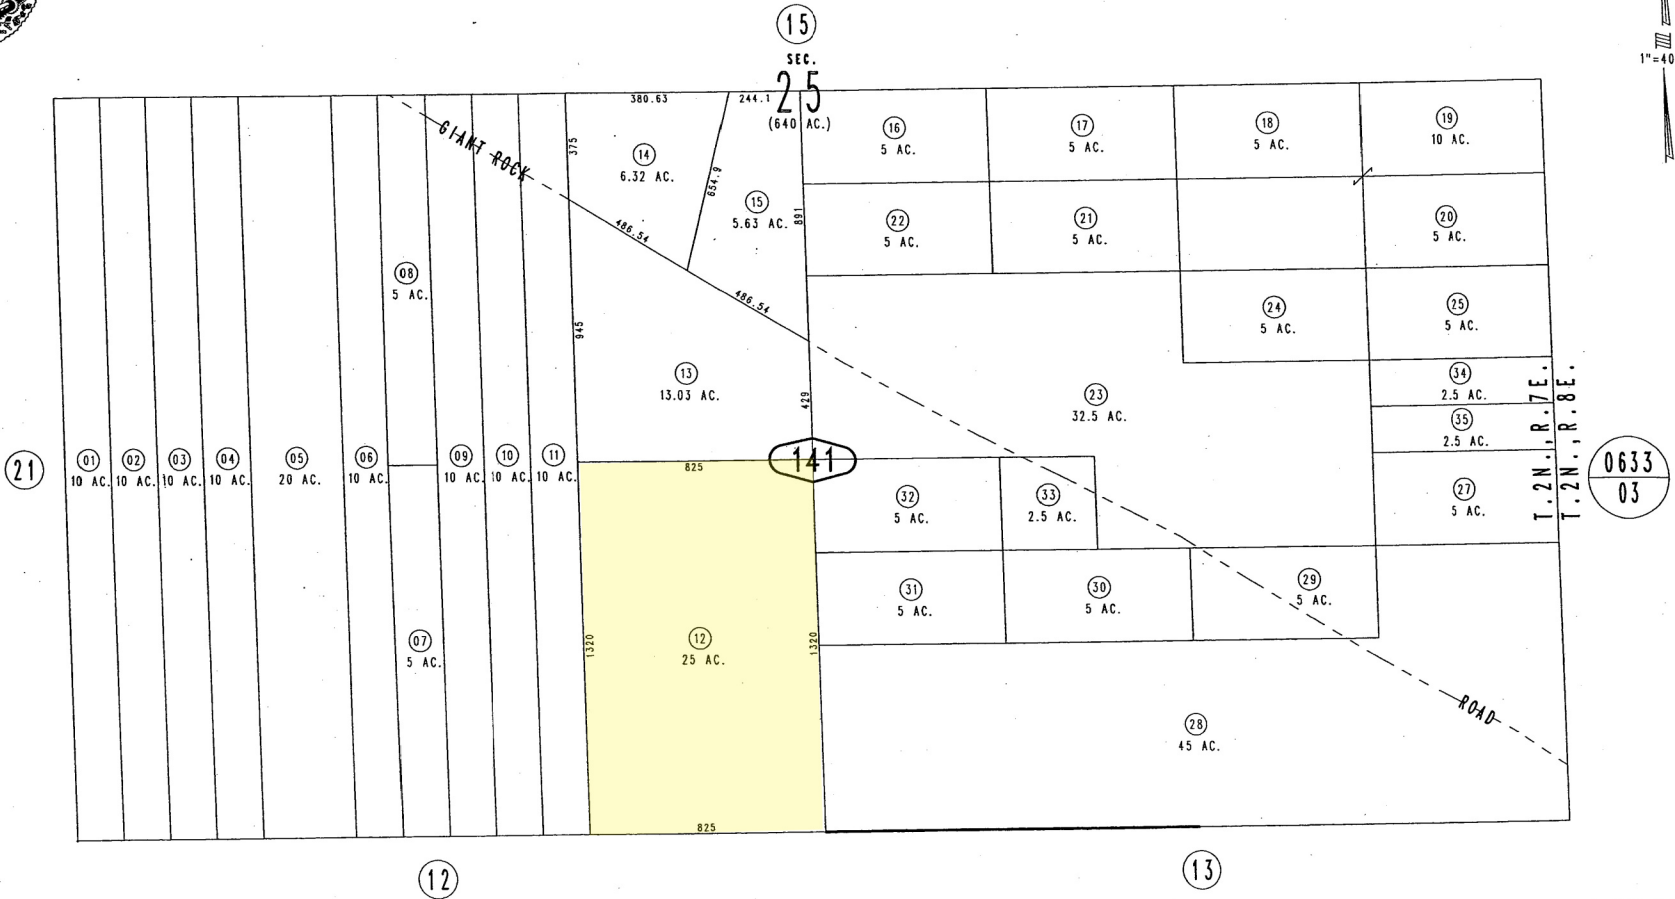 15
SEC.
25
(640 AC.)
1"=40
380.63
244.1
GIANT ROCK
375
14
6.32 AC.
654.9
15
5.63 AC.
891
486.54
486.54
16
5 AC.
17
5 AC.
18
5 AC.
19
10 AC.
22
5 AC.
21
5 AC.
20
5 AC.
08
5 AC.
24
5 AC.
25
5 AC.
945
13
13.03 AC.
429
23
32.5 AC.
34
2.5 AC.
35
2.5 AC.
T.2N., R.7E.
T.2N., R.8E.
21
01
10 AC.
02
10 AC.
03
10 AC.
04
10 AC.
05
20 AC.
06
10 AC.
09
10 AC.
10
10 AC.
11
10 AC.
825
141
32
5 AC.
33
2.5 AC.
27
5 AC.
0633
03
31
5 AC.
30
5 AC.
29
5 AC.
07
5 AC.
1320
12
25 AC.
1320
28
45 AC.
ROAD
825
12
13